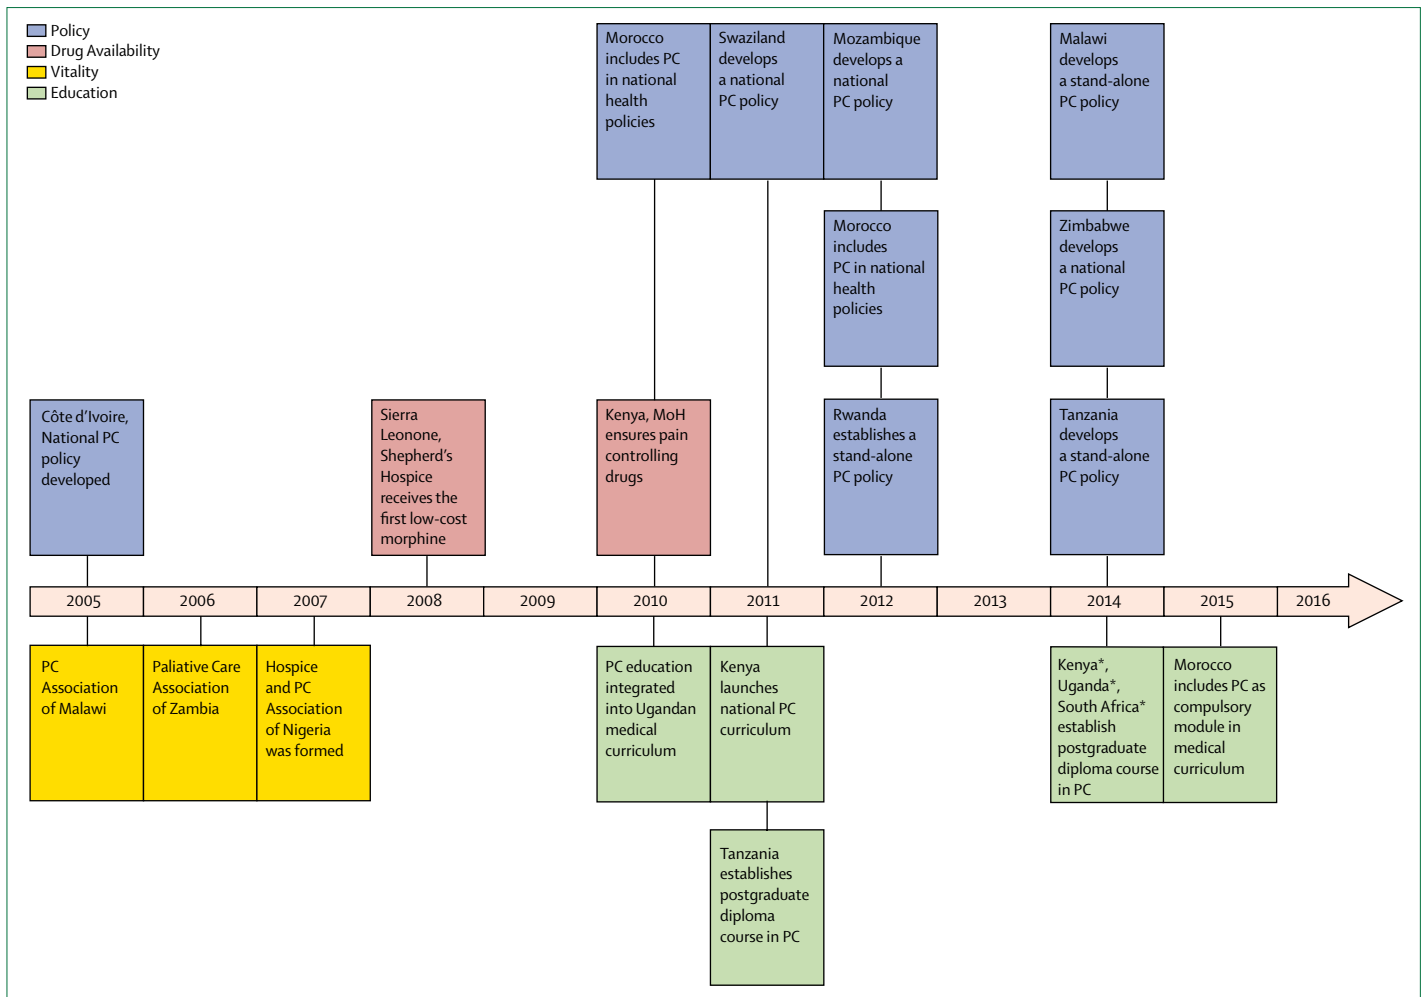 Policy
Drug Availability
Vitality
Education
Morocco
includes PC
in national
health
policies
Swaziland
develops
a national
PC policy
Mozambique
develops a
national
PC policy
Malawi
develops
a stand-alone
PC policy
Morocco
includes
PC in national
health
policies
Zimbabwe
develops
a national
PC policy
Côte d'Ivoire,
National PC
policy
developed
Sierra
Leonone,
Shepherd's
Hospice
receives the
first low-cost
morphine
Kenya, MoH
ensures pain
controlling
drugs
Rwanda
establishes a
stand-alone
PC policy
Tanzania
develops
a stand-alone
PC policy
2005 2006 2007 2008 2009 2010 2011 2012 2013 2014 2015 2016
PC
Association
of Malawi
Paliative Care
Association
of Zambia
Hospice
and PC
Association
of Nigeria
was formed
PC education
integrated
into Ugandan
medical
curriculum
Kenya
launches
national PC
curriculum
Kenya*,
Uganda*,
South Africa*
establish
postgraduate
diploma course
in PC
Morocco
includes PC as
compulsory
module in
medical
curriculum
Tanzania
establishes
postgraduate
diploma
course in PC